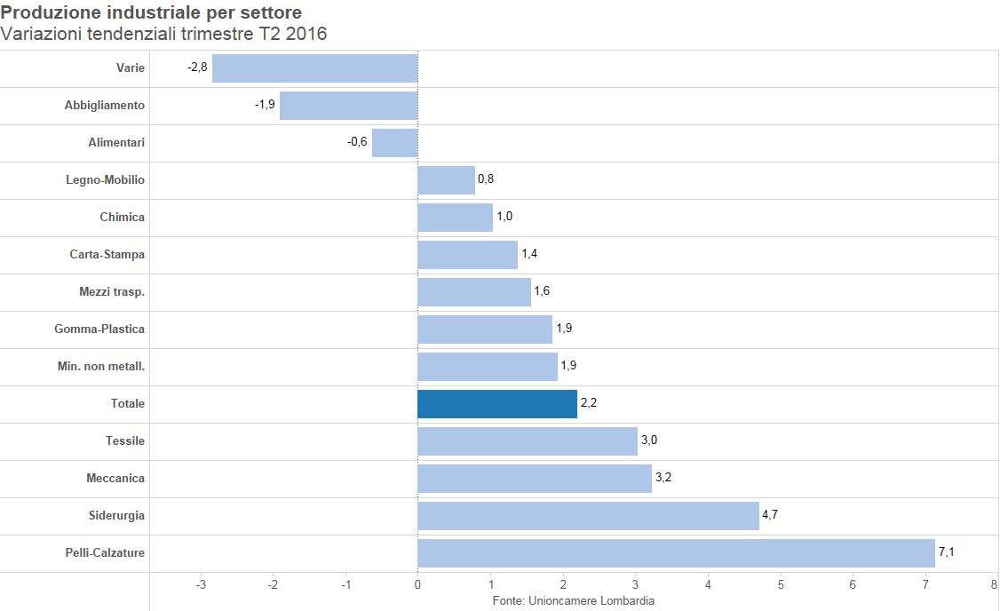 Produzione industriale per settore
Variazioni tendenziali trimestre T2 2016
Varie -2,8
Abbigliamento -1,9
Alimentari -0,6
Legno-Mobilio 0,8
Chimica 1,0
Carta-Stampa 1,4
Mezzi trasp. 1,6
Gomma-Plastica 1,9
Min. non metall. 1,9
Totale 2,2
Tessile 3,0
Meccanica 3,2
Siderurgia 4,7
Pelli-Calzature 7,1
-3 -2 -1 0 1 2 3 4 5 6 7 8
Fonte: Unioncamere Lombardia